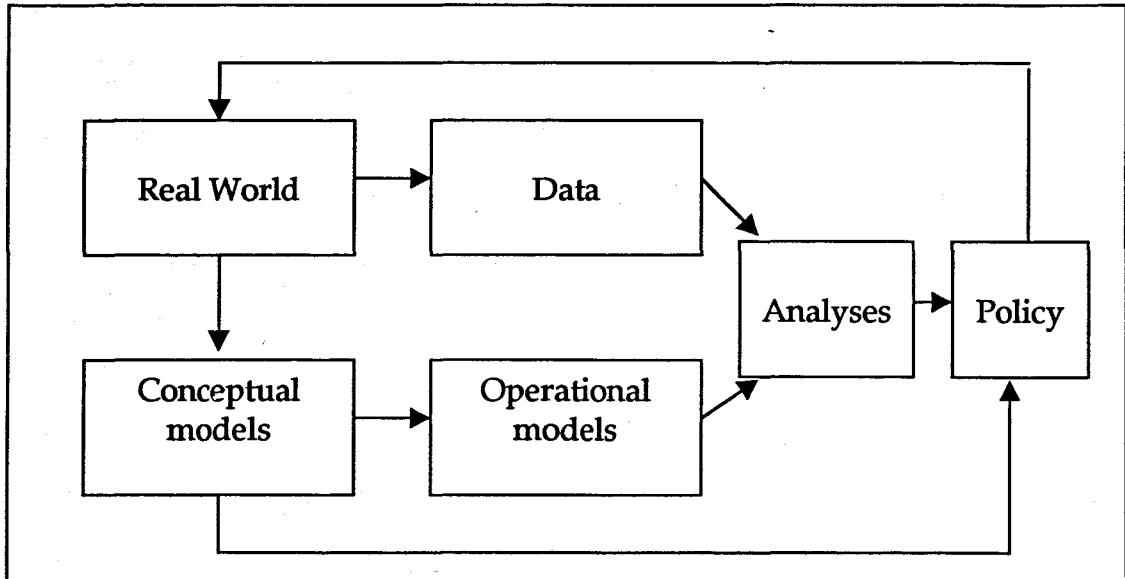 Real World
Data
Analyses
Policy
Conceptual
models
Operational
models